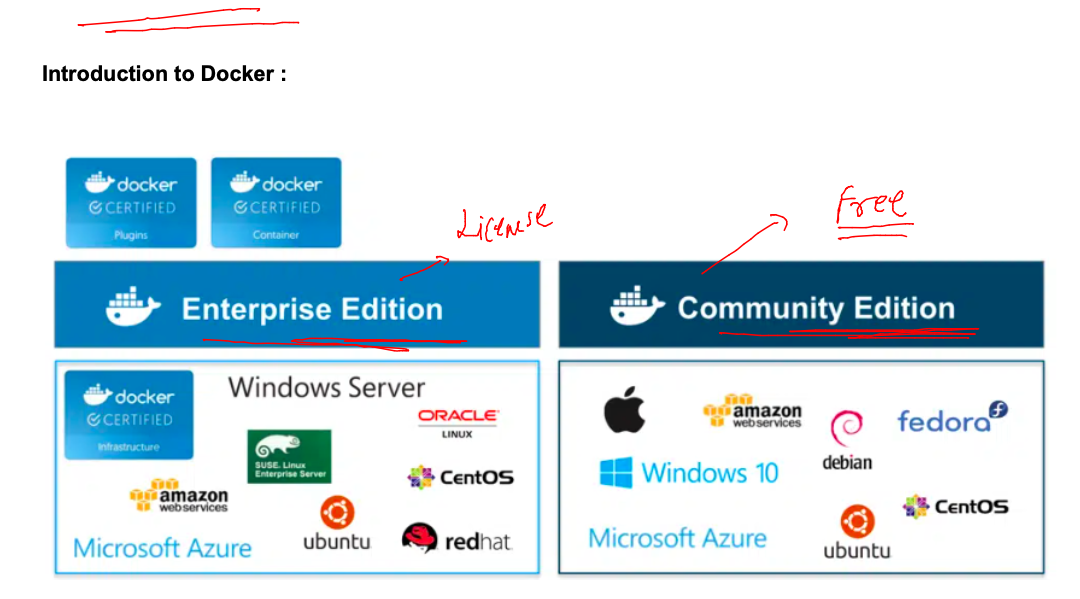 Introduction to Docker :
docker
CERTIFIED
Plugins
docker
CERTIFIED
Container
License
Free
Enterprise Edition
Community Edition
docker
CERTIFIED
Infrastructure
Windows Server
ORACLE
LINUX
SUSE. Linux
Enterprise Server
CentOS
amazon
webservices
ubuntu
redhat.
Microsoft Azure
amazon
webservices
debian
fedora
Windows 10
CentOS
Microsoft Azure
ubuntu